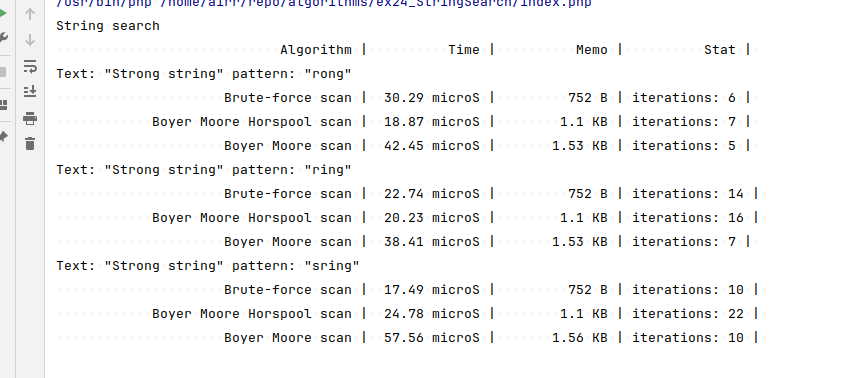 /usr/bin/php /home/airr/repo/algorithms/ex24_StringSearch/index.php
String search
Algorithm | Time | Memo | Stat |
Text: "Strong string" pattern: "rong"
Brute-force scan | 30.29 microS | 752 B | iterations: 6 |
Boyer Moore Horspool scan | 18.87 microS | 1.1 KB | iterations: 7 |
Boyer Moore scan | 42.45 microS | 1.53 KB | iterations: 5 |
Text: "Strong string" pattern: "ring"
Brute-force scan | 22.74 microS | 752 B | iterations: 14 |
Boyer Moore Horspool scan | 20.23 microS | 1.1 KB | iterations: 16 |
Boyer Moore scan | 38.41 microS | 1.53 KB | iterations: 7 |
Text: "Strong string" pattern: "sring"
Brute-force scan | 17.49 microS | 752 B | iterations: 10 |
Boyer Moore Horspool scan | 24.78 microS | 1.1 KB | iterations: 22 |
Boyer Moore scan | 57.56 microS | 1.56 KB | iterations: 10 |